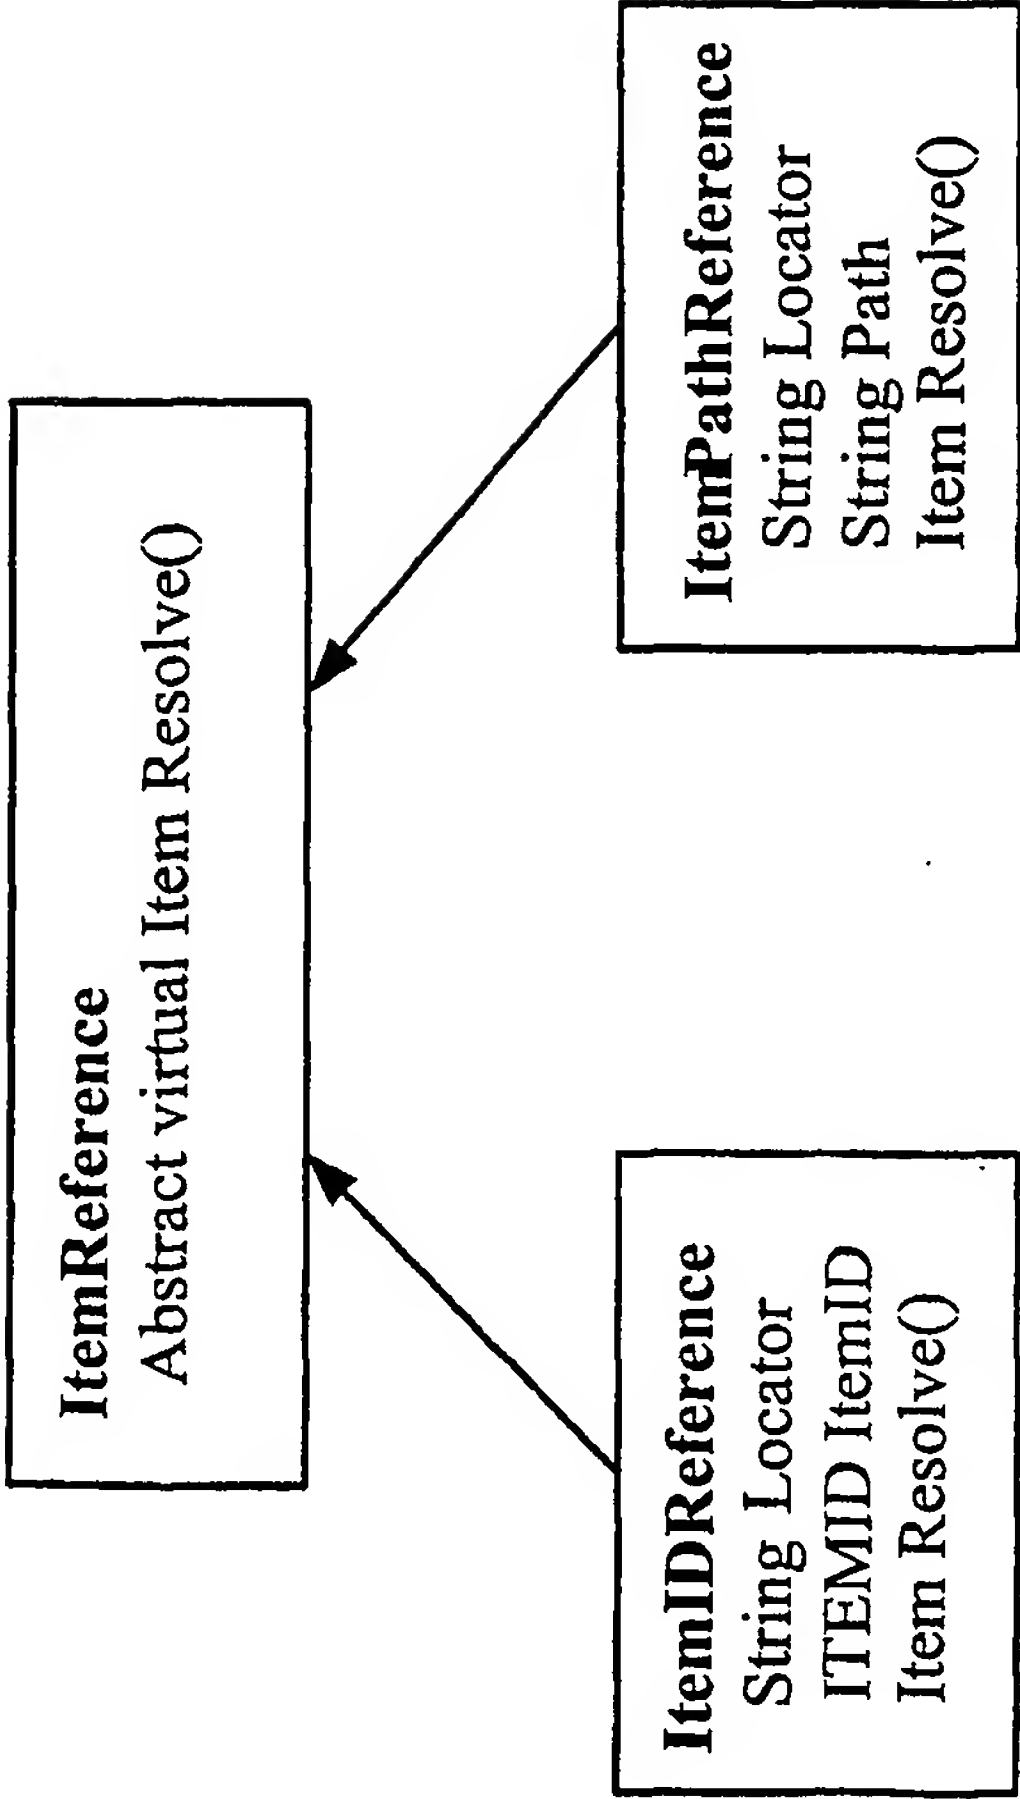 ItemReference
Abstract virtual Item Resolve()
ItemIDReference
String Locator
ITEMID ItemID
Item Resolve()
ItemPathReference
String Locator
String Path
Item Resolve()